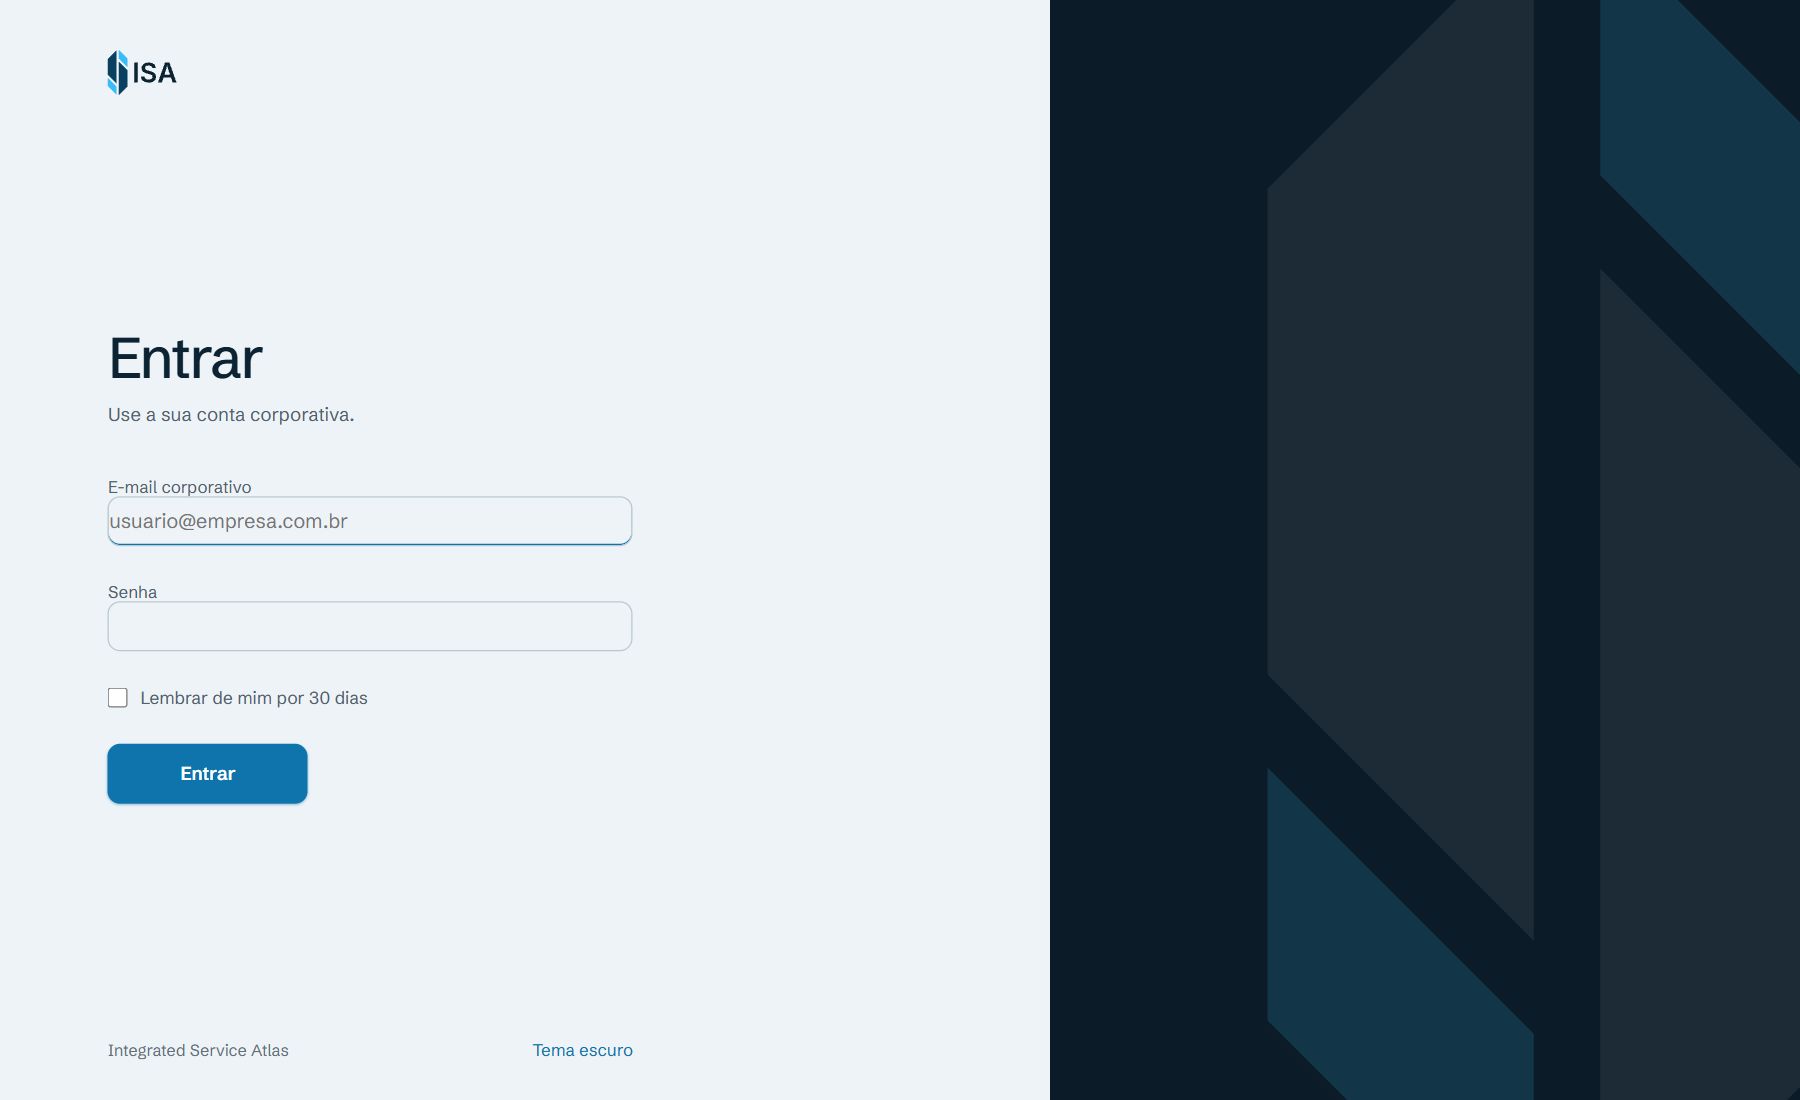 ISA
Entrar
Use a sua conta corporativa.
E-mail corporativo
usuario@empresa.com.br
Senha
Lembrar de mim por 30 dias
Entrar
Integrated Service Atlas
Tema escuro